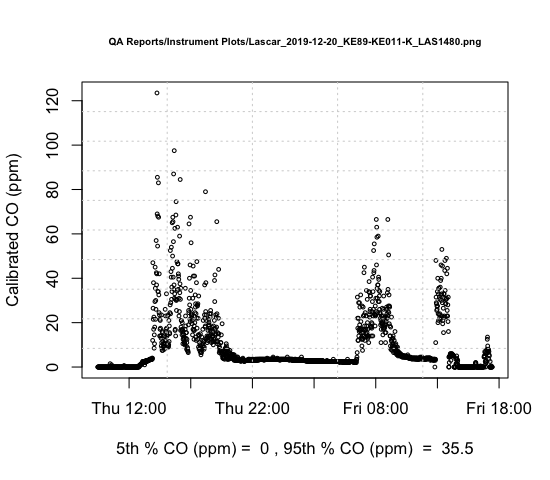 QA Reports/Instrument Plots/Lascar_2019-12-20_KE89-KE011-K_LAS1480.png
Calibrated CO (ppm)
120
100
80
60
40
20
0
Thu 12:00 Thu 22:00 Fri 08:00 Fri 18:00
5th % CO (ppm) = 0 , 95th % CO (ppm) = 35.5